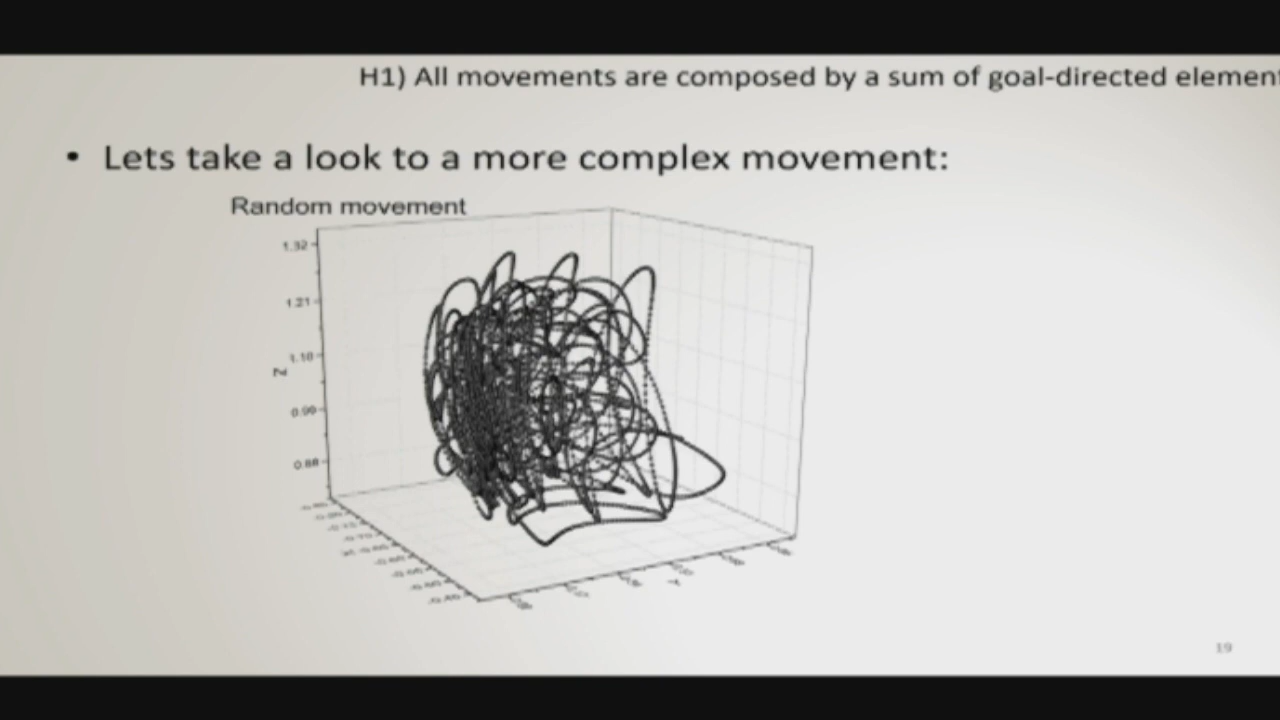 H1) All movements are composed by a sum of goal-directed element
• Lets take a look to a more complex movement:
Random movement
1.32
1.21
1.10
Z
0.99
0.88
19